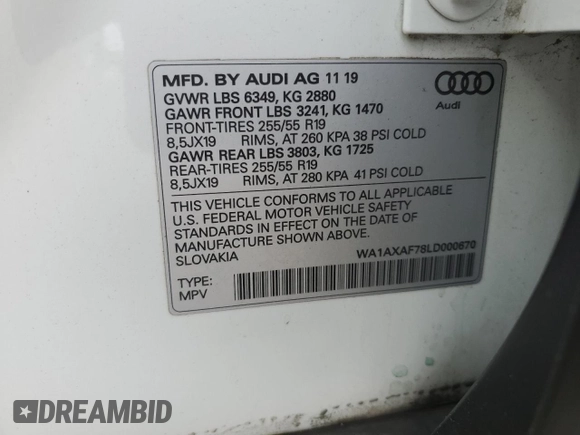 MFD. BY AUDI AG 11 19
GVWR LBS 6349, KG 2880
GAWR FRONT LBS 3241, KG 1470
FRONT-TIRES 255/55 R19
8,5JX19 RIMS, AT 260 KPA 38 PSI COLD
GAWR REAR LBS 3803, KG 1725
REAR-TIRES 255/55 R19
8,5JX19 RIMS, AT 280 KPA 41 PSI COLD
Audi
THIS VEHICLE CONFORMS TO ALL APPLICABLE
U.S. FEDERAL MOTOR VEHICLE SAFETY
STANDARDS IN EFFECT ON THE DATE OF
MANUFACTURE SHOWN ABOVE.
SLOVAKIA
WA1AXAF78LD000670
TYPE:
MPV
DREAMBID